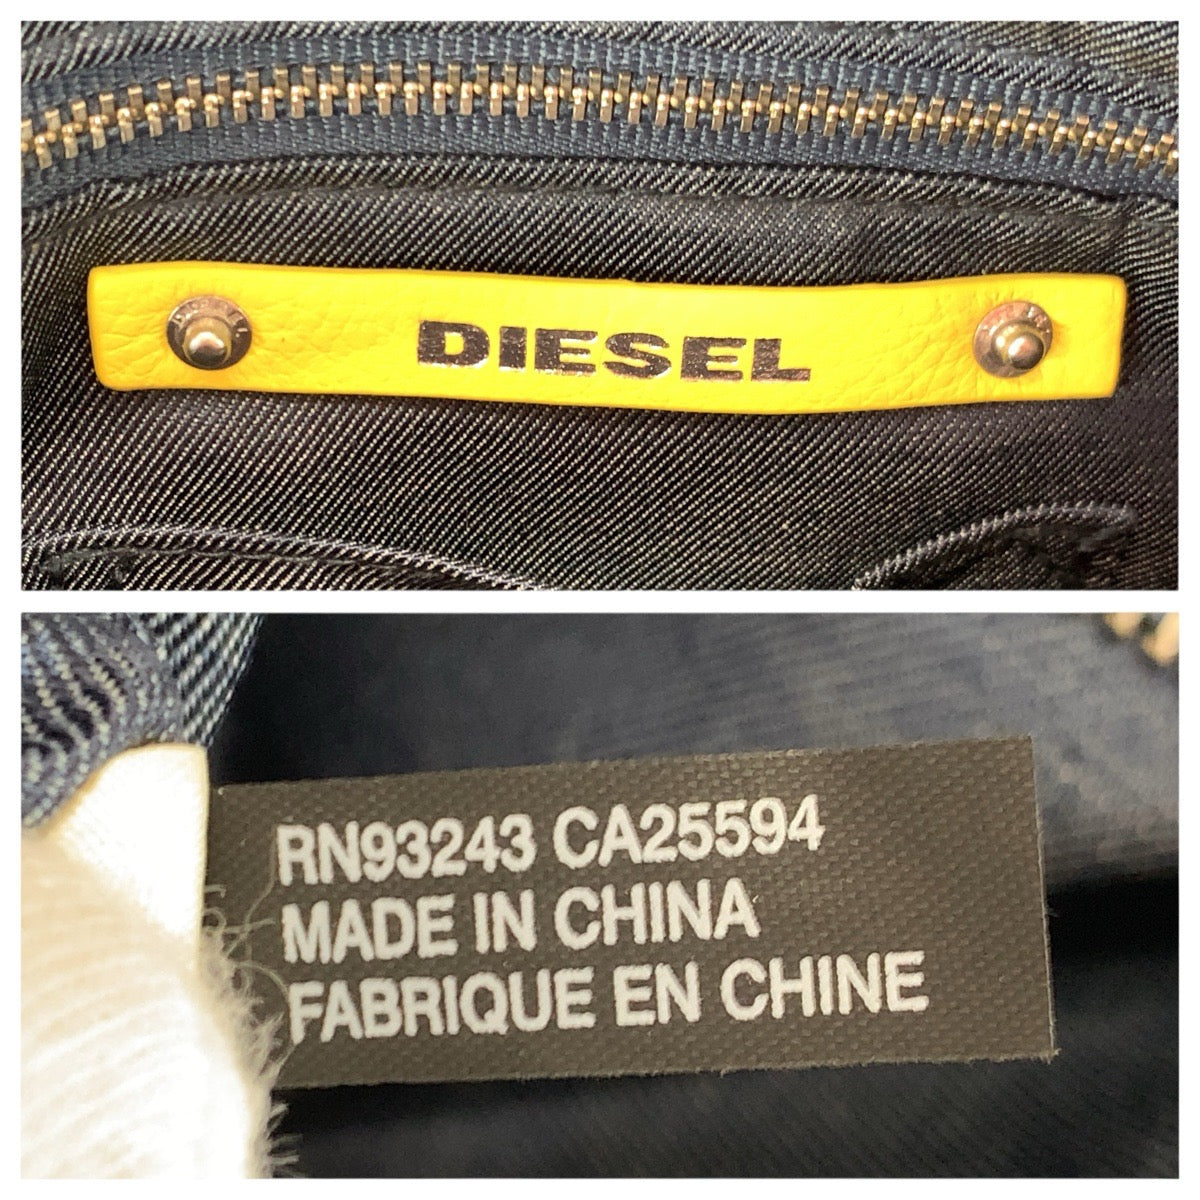 DIESEL
RN93243 CA25594
MADE IN CHINA
FABRIQUE EN CHINE